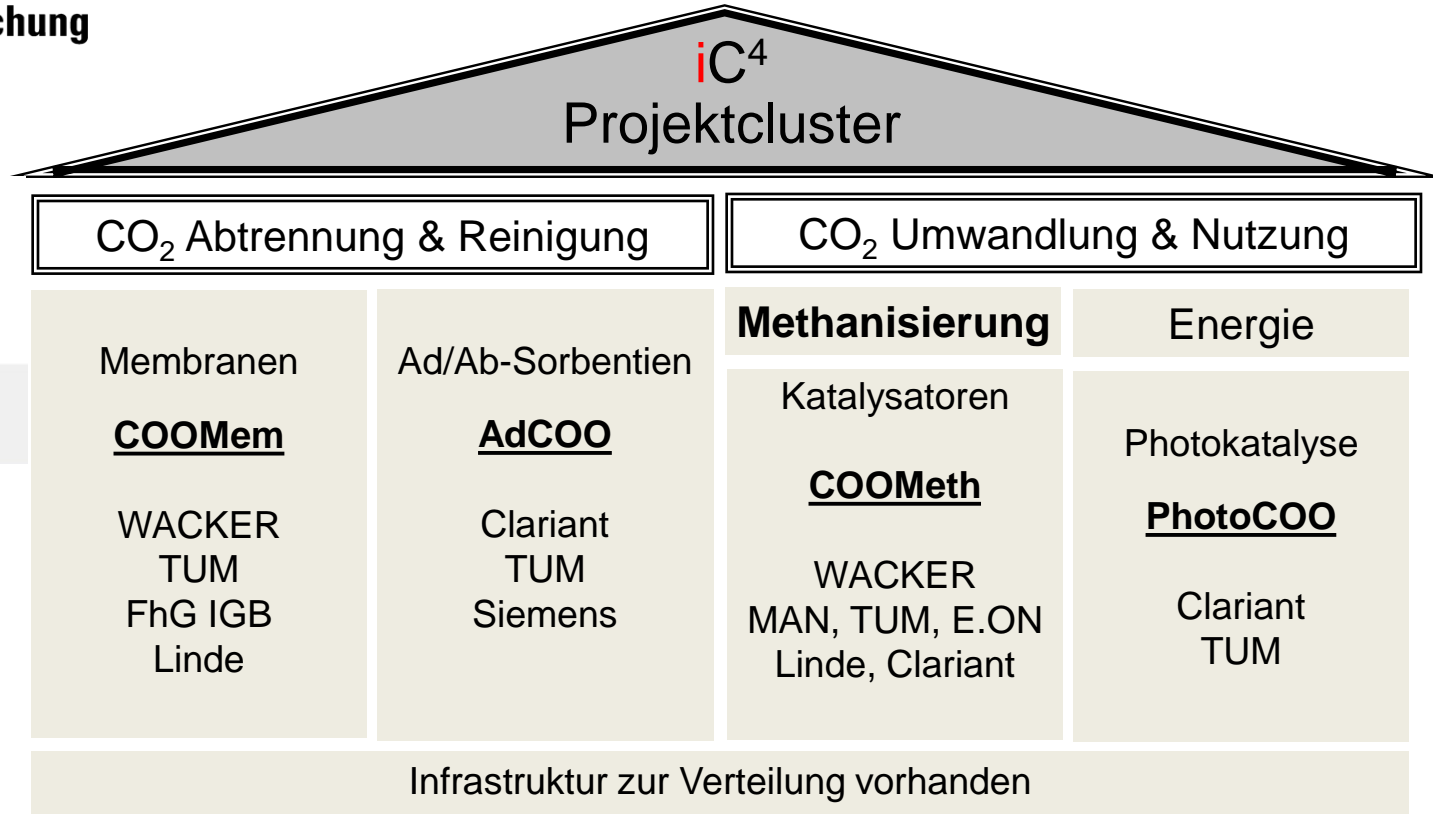 iC⁴
Projektcluster
CO₂ Abtrennung & Reinigung
CO₂ Umwandlung & Nutzung
Membranen
COOMem
WACKER
TUM
FhG IGB
Linde
Ad/Ab-Sorbentien
AdCOO
Clariant
TUM
Siemens
Methanisierung
Katalysatoren
COOMeth
WACKER
MAN, TUM, E.ON
Linde, Clariant
Energie
Photokatalyse
PhotoCOO
Clariant
TUM
Infrastruktur zur Verteilung vorhanden